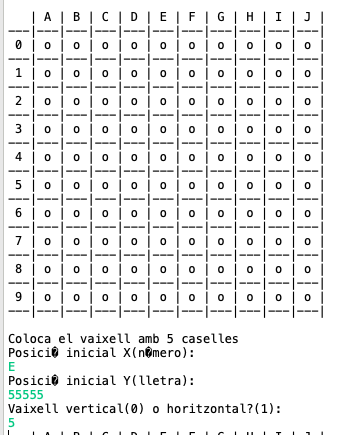 | A | B | C | D | E | F | G | H | I | J |
---|---|---|---|---|---|---|---|---|---|---|
 0 | o | o | o | o | o | o | o | o | o | o |
---|---|---|---|---|---|---|---|---|---|---|
 1 | o | o | o | o | o | o | o | o | o | o |
---|---|---|---|---|---|---|---|---|---|---|
 2 | o | o | o | o | o | o | o | o | o | o |
---|---|---|---|---|---|---|---|---|---|---|
 3 | o | o | o | o | o | o | o | o | o | o |
---|---|---|---|---|---|---|---|---|---|---|
 4 | o | o | o | o | o | o | o | o | o | o |
---|---|---|---|---|---|---|---|---|---|---|
 5 | o | o | o | o | o | o | o | o | o | o |
---|---|---|---|---|---|---|---|---|---|---|
 6 | o | o | o | o | o | o | o | o | o | o |
---|---|---|---|---|---|---|---|---|---|---|
 7 | o | o | o | o | o | o | o | o | o | o |
---|---|---|---|---|---|---|---|---|---|---|
 8 | o | o | o | o | o | o | o | o | o | o |
---|---|---|---|---|---|---|---|---|---|---|
 9 | o | o | o | o | o | o | o | o | o | o |
---|---|---|---|---|---|---|---|---|---|---|
Coloca el vaixell amb 5 caselles
Posici� inicial X(n�mero):
E
Posici� inicial Y(lletra):
55555
Vaixell vertical(0) o horitzontal?(1):
5